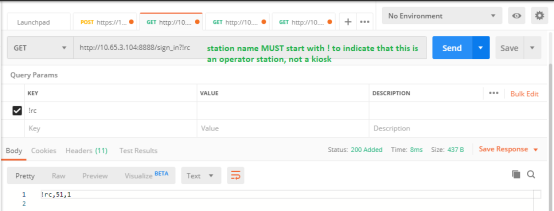 Launchpad
POST https://1...
GET http://10...
GET http://10....
GET http://10....
No Environment
GET
http://10.65.3.104:8888/sign_in?!rc
station name MUST start with ! to indicate that this is
an operator station, not a kiosk
Send
Save
Query Params
KEY VALUE DESCRIPTION
Bulk Edit
!rc
Key Value Description
Body Cookies Headers (11) Test Results
Status: 200 Added Time: 8ms Size: 437 B Save Response
Pretty Raw Preview Visualize BETA Text
1 !rc,51,1
2